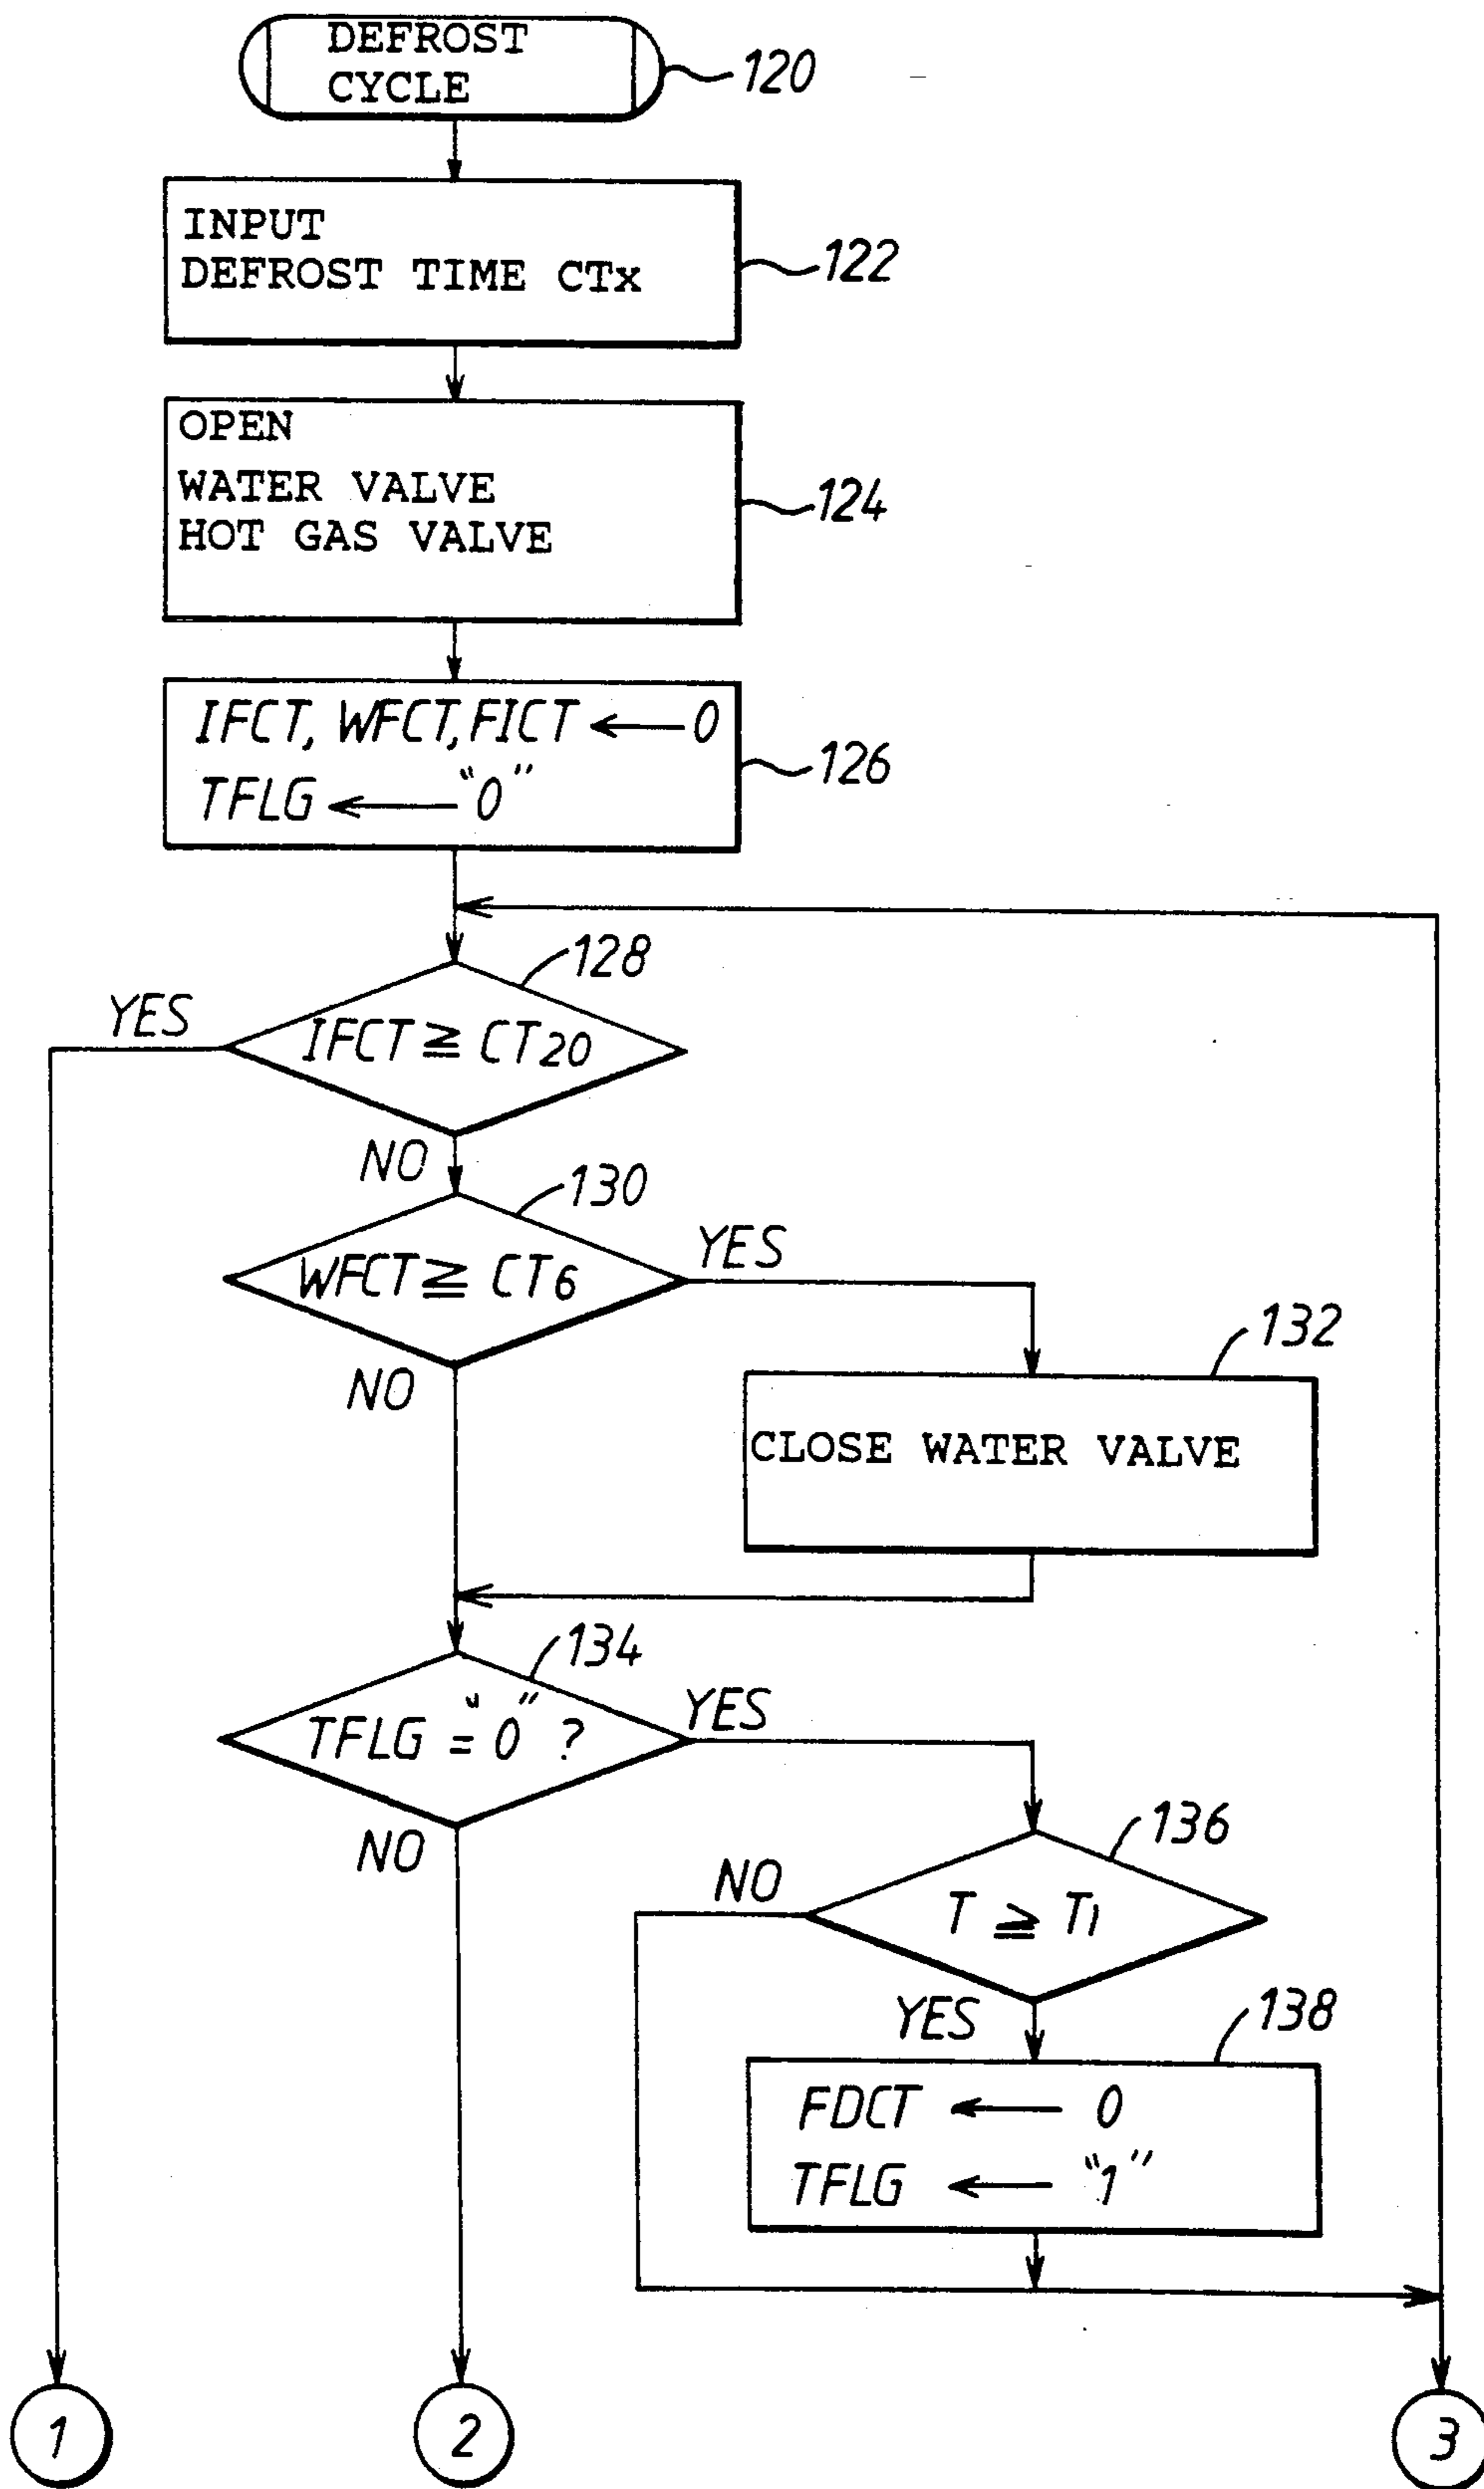 DEFROST
CYCLE
120
INPUT
DEFROST TIME CTx
122
OPEN
WATER VALVE
HOT GAS VALVE
124
IFCT, WFCT, FICT ← 0
TFLG ← "0"
126
128
YES
IFCT ≧ CT20
NO
130
YES
WFCT ≧ CT6
NO
132
CLOSE WATER VALVE
134
YES
TFLG = "0" ?
NO
136
NO
T ≧ T1
YES
138
FDCT ← 0
TFLG ← "1"
1
2
3